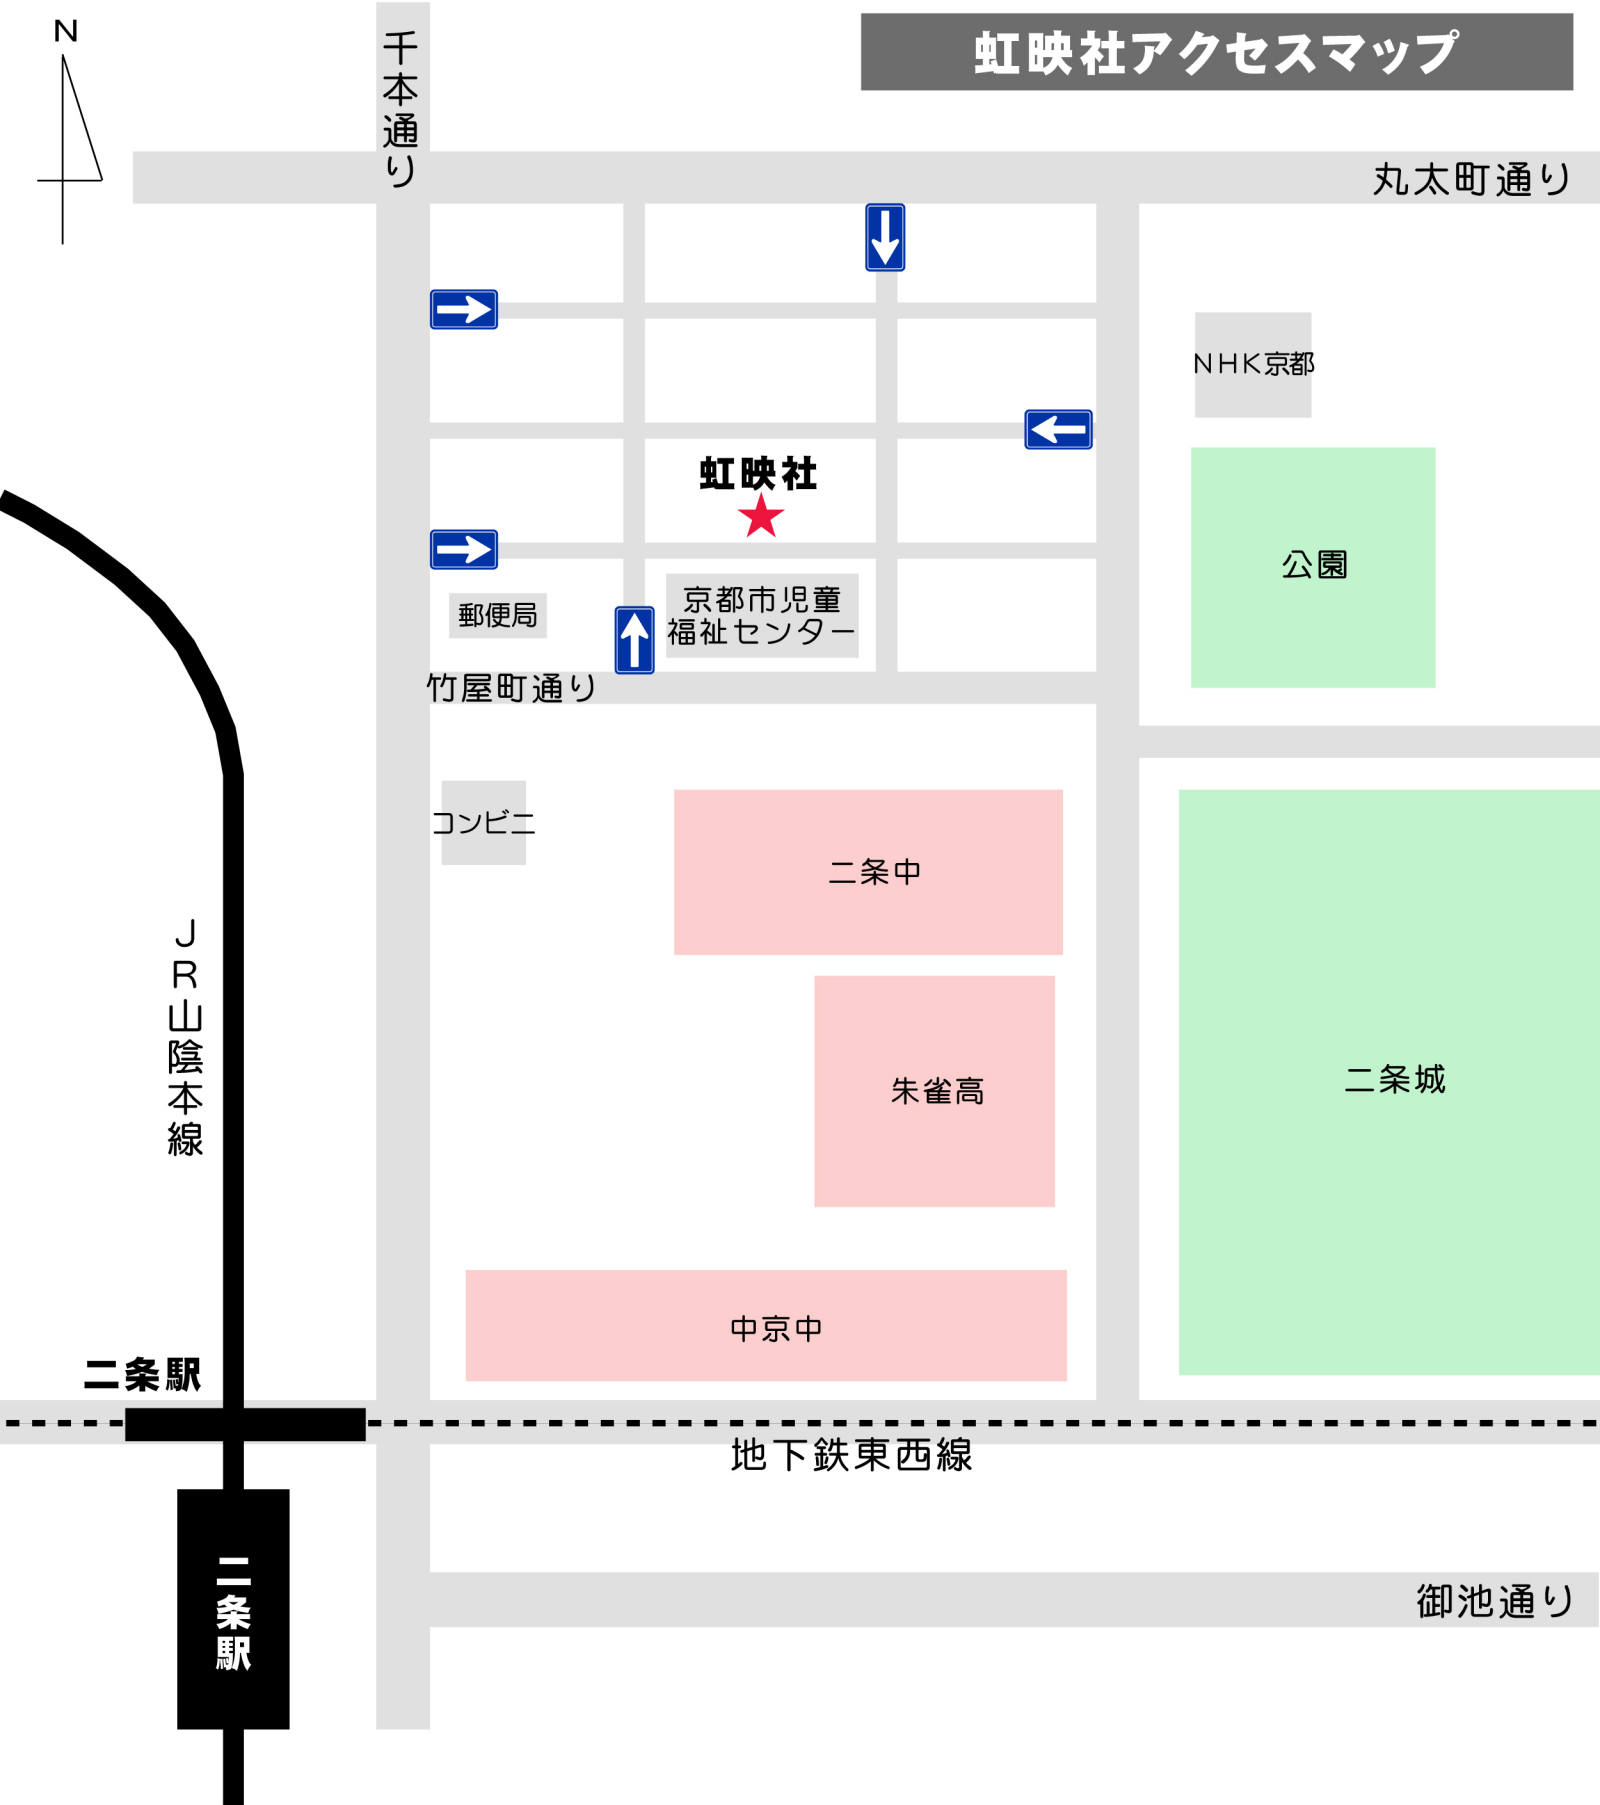 N
千本通り
虹映社アクセスマップ
丸太町通り
NHK京都
虹映社
公園
郵便局
京都市児童
福祉センター
竹屋町通り
コンビニ
二条中
JR山陰本線
二条城
朱雀高
中京中
二条駅
地下鉄東西線
二条駅
御池通り